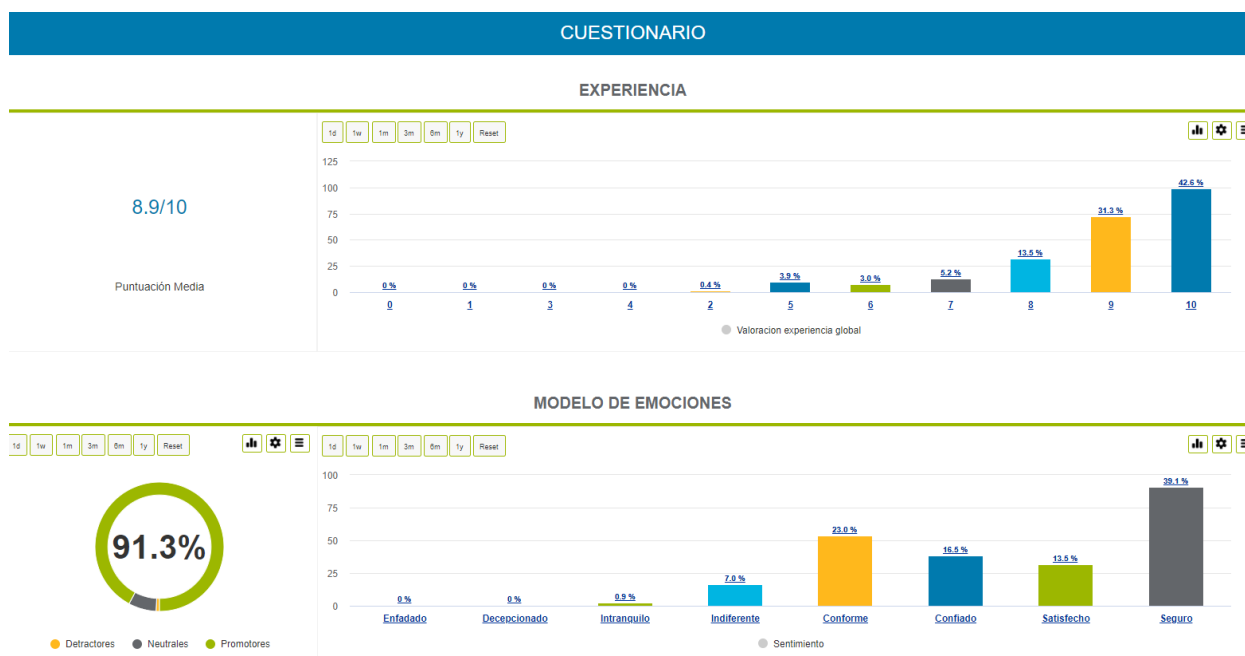 CUESTIONARIO
EXPERIENCIA
8.9/10
Puntuación Media
1d 1w 1m 3m 6m 1y Reset
125
100
75
50
25
0
0 % 0 % 0 % 0 % 0.4 % 3.9 % 3.0 % 5.2 % 13.5 % 31.3 % 42.6 %
0 1 3 4 2 5 6 7 8 9 10
Valoracion experiencia global
MODELO DE EMOCIONES
1d 1w 1m 3m 6m 1y Reset
91.3%
Detractores Neutrales Promotores
1d 1w 1m 3m 6m 1y Reset
100
75
50
25
0
0 % 0 % 0.9 % 7.0 % 23.0 % 16.5 % 13.5 % 39.1 %
Enfadado Decepcionado Intranquilo Indiferente Conforme Confiado Satisfecho Seguro
Sentimiento